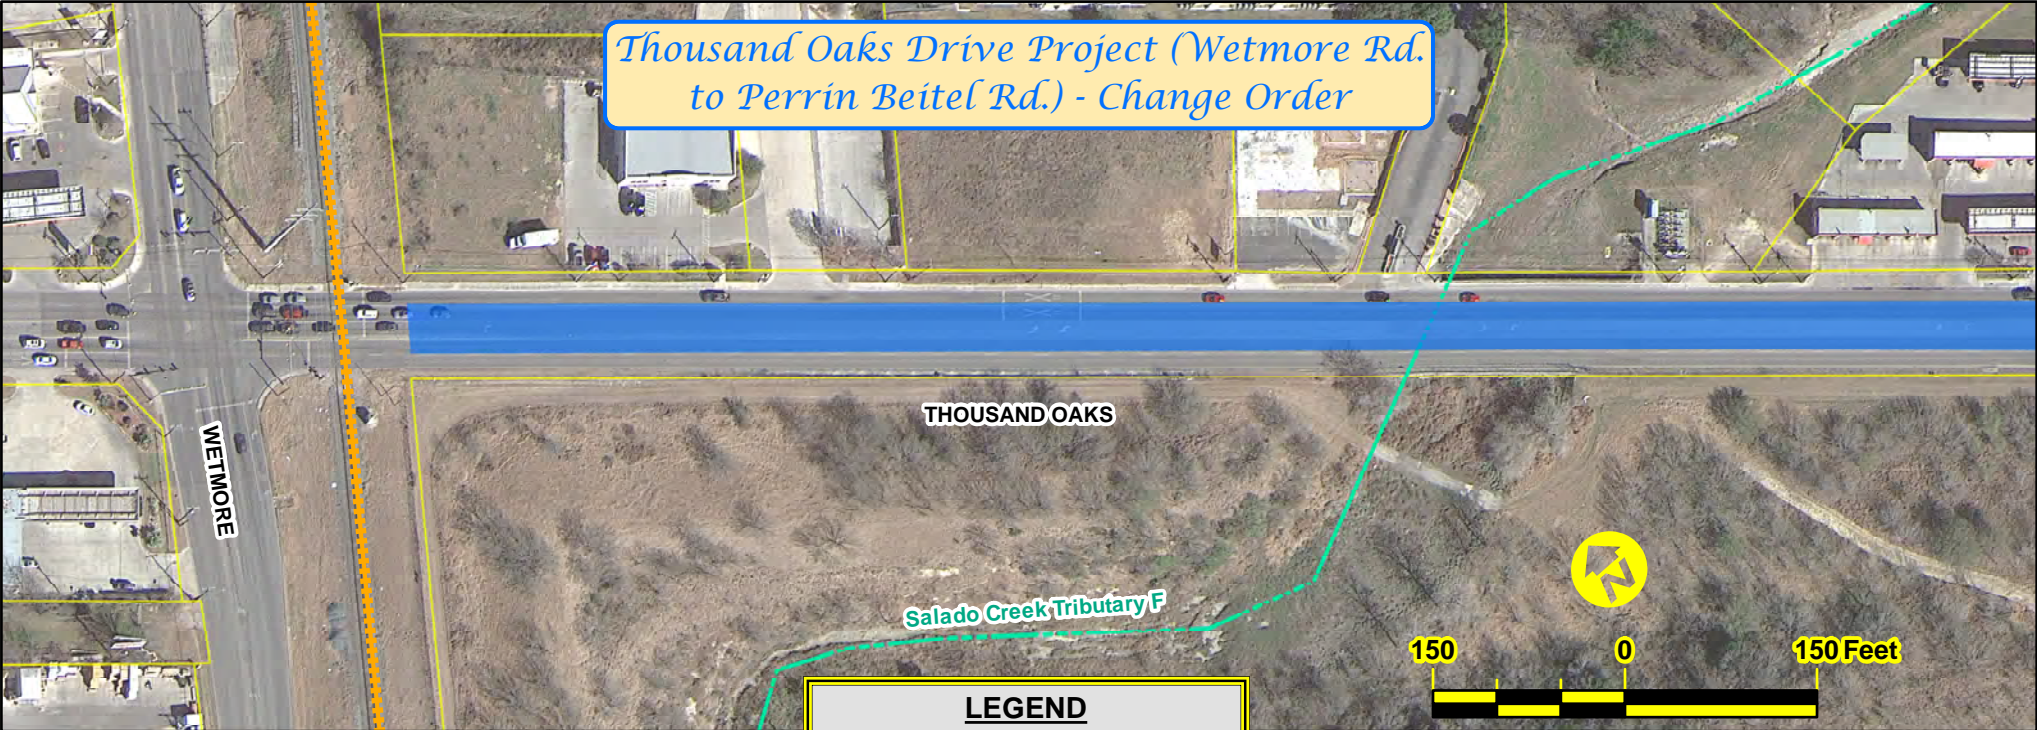 Thousand Oaks Drive Project (Wetmore Rd.
to Perrin Beitel Rd.) - Change Order
THOUSAND OAKS
WETMORE
Salado Creek Tributary F
N
150 0 150 Feet
LEGEND